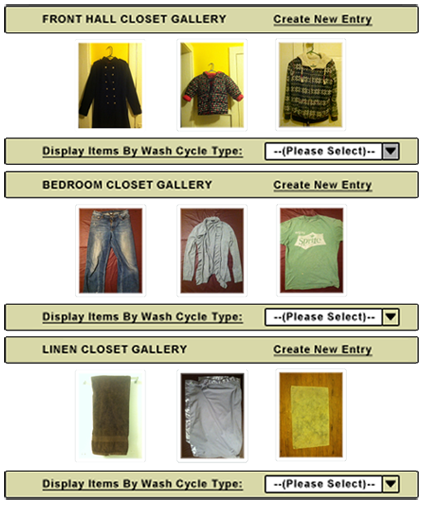 FRONT HALL CLOSET GALLERY Create New Entry
Display Items By Wash Cycle Type: --(Please Select)--
BEDROOM CLOSET GALLERY Create New Entry
Display Items By Wash Cycle Type: --(Please Select)--
LINEN CLOSET GALLERY Create New Entry
Display Items By Wash Cycle Type: --(Please Select)--